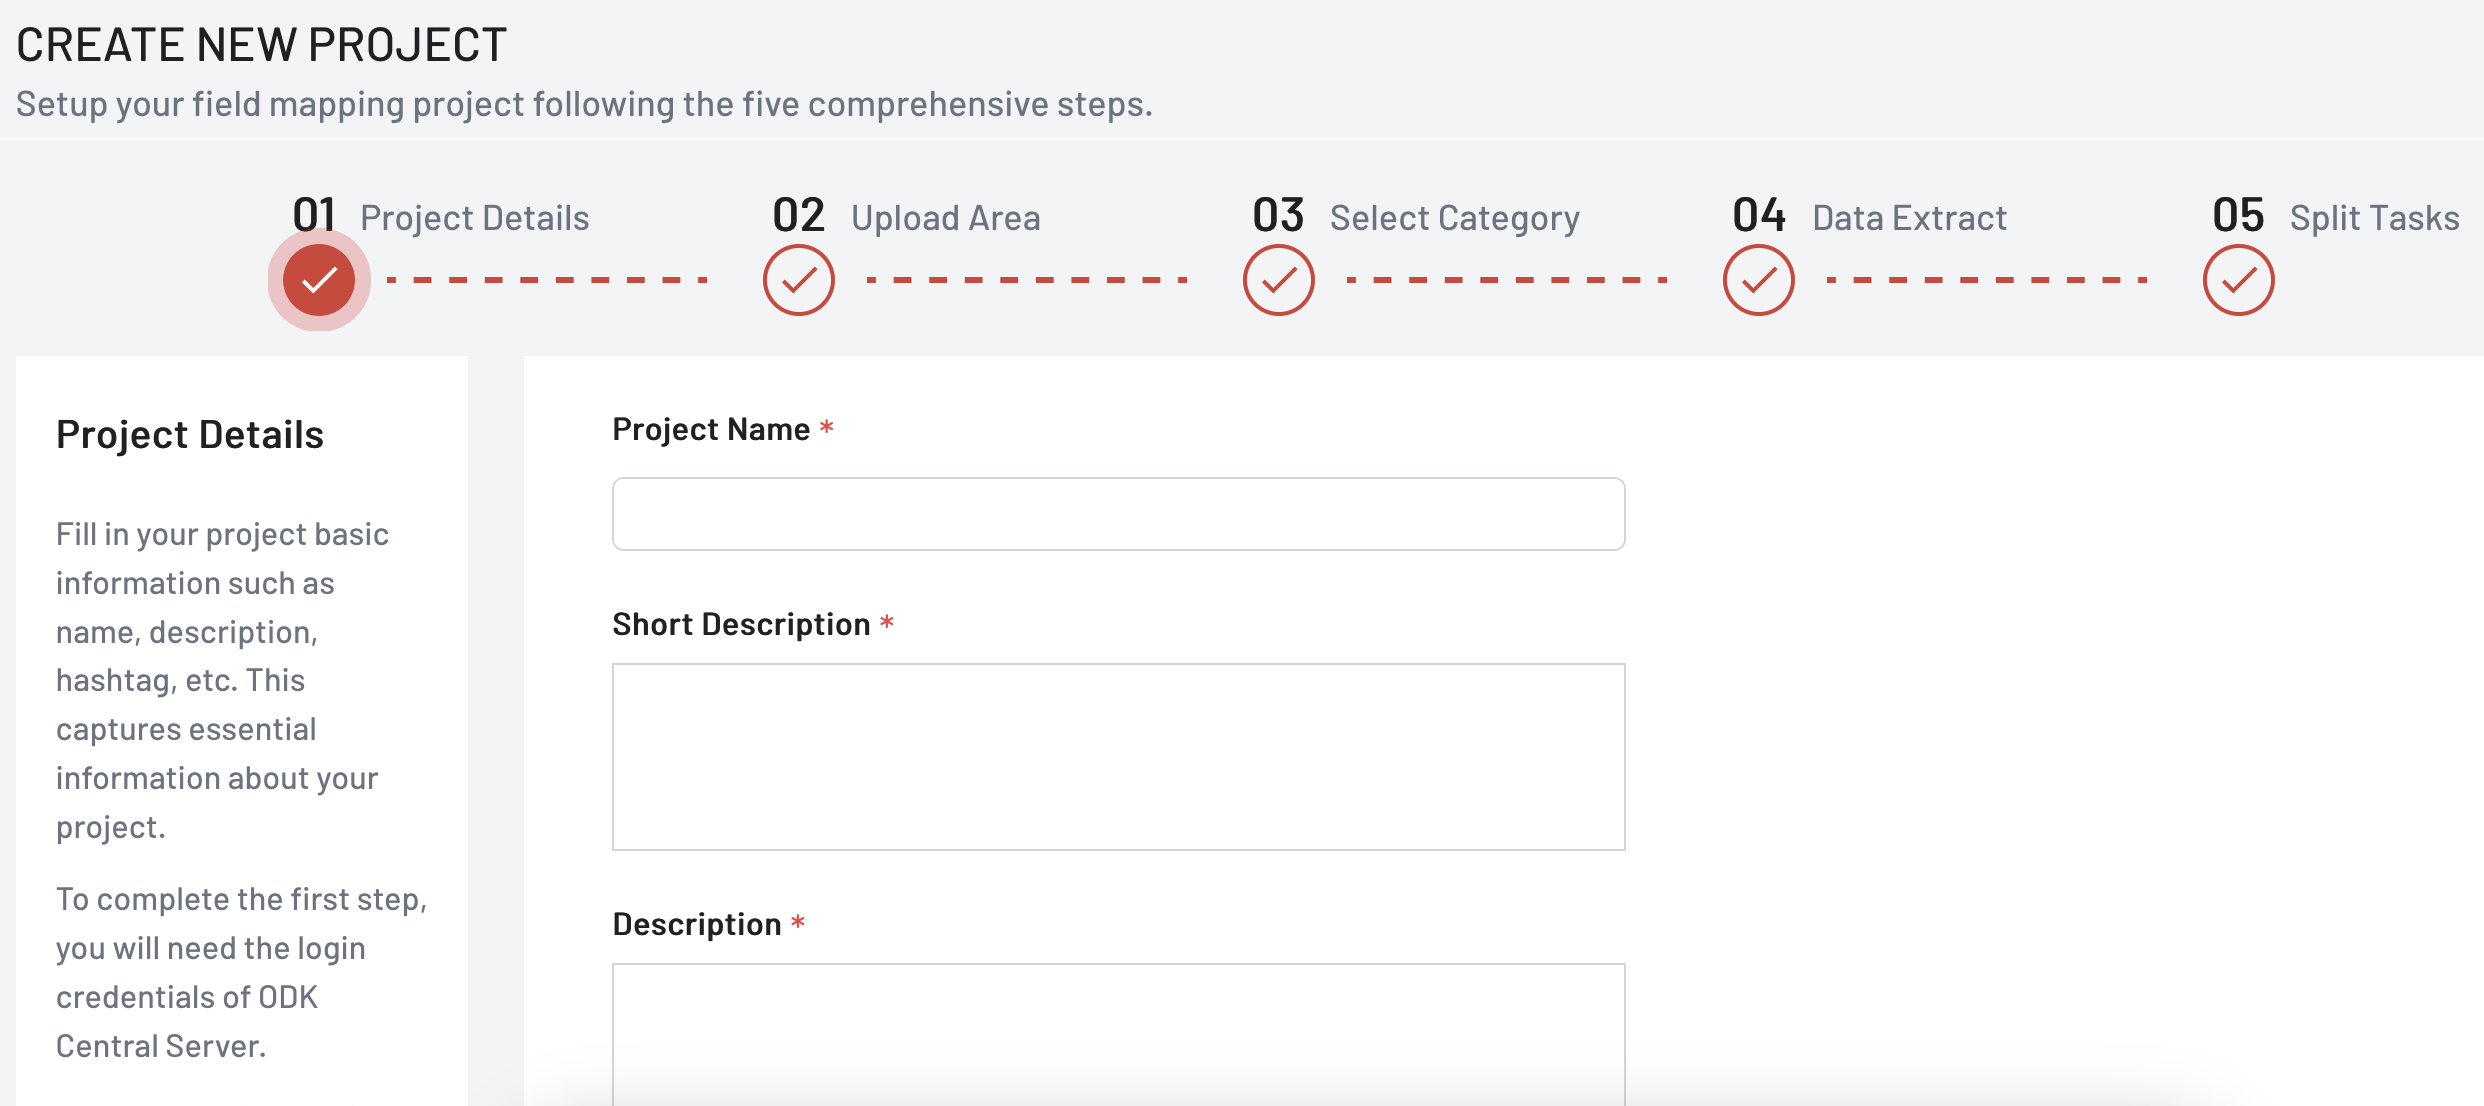 CREATE NEW PROJECT
Setup your field mapping project following the five comprehensive steps.
01 Project Details
02 Upload Area
03 Select Category
04 Data Extract
05 Split Tasks
Project Details
Fill in your project basic
information such as
name, description,
hashtag, etc. This
captures essential
information about your
project.
To complete the first step,
you will need the login
credentials of ODK
Central Server.
Project Name *
Short Description *
Description *